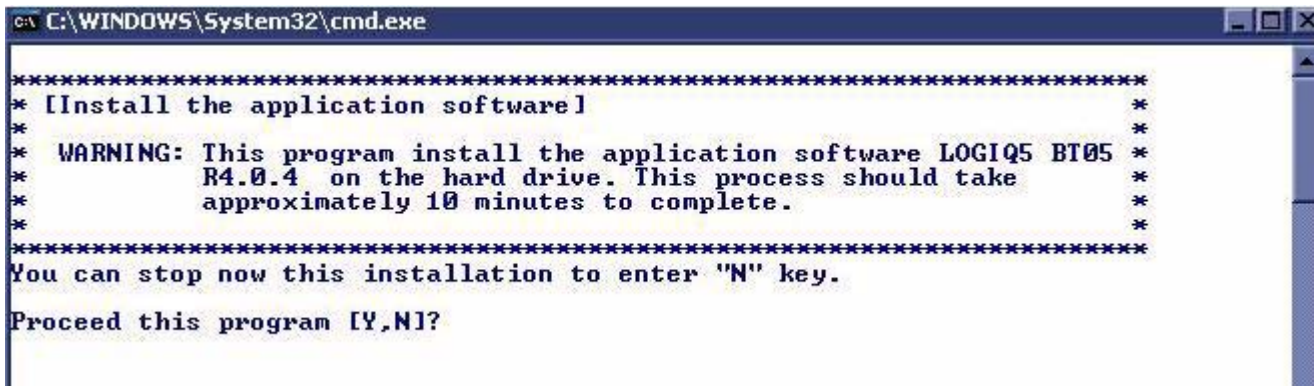 C:\WINDOWS\System32\cmd.exe
***********************************************************************
* [Install the application software] *
* *
* WARNING: This program install the application software LOGIQ5 BT05 *
* R4.0.4 on the hard drive. This process should take *
* approximately 10 minutes to complete. *
* *
***********************************************************************
You can stop now this installation to enter "N" key.
Proceed this program [Y,N]?